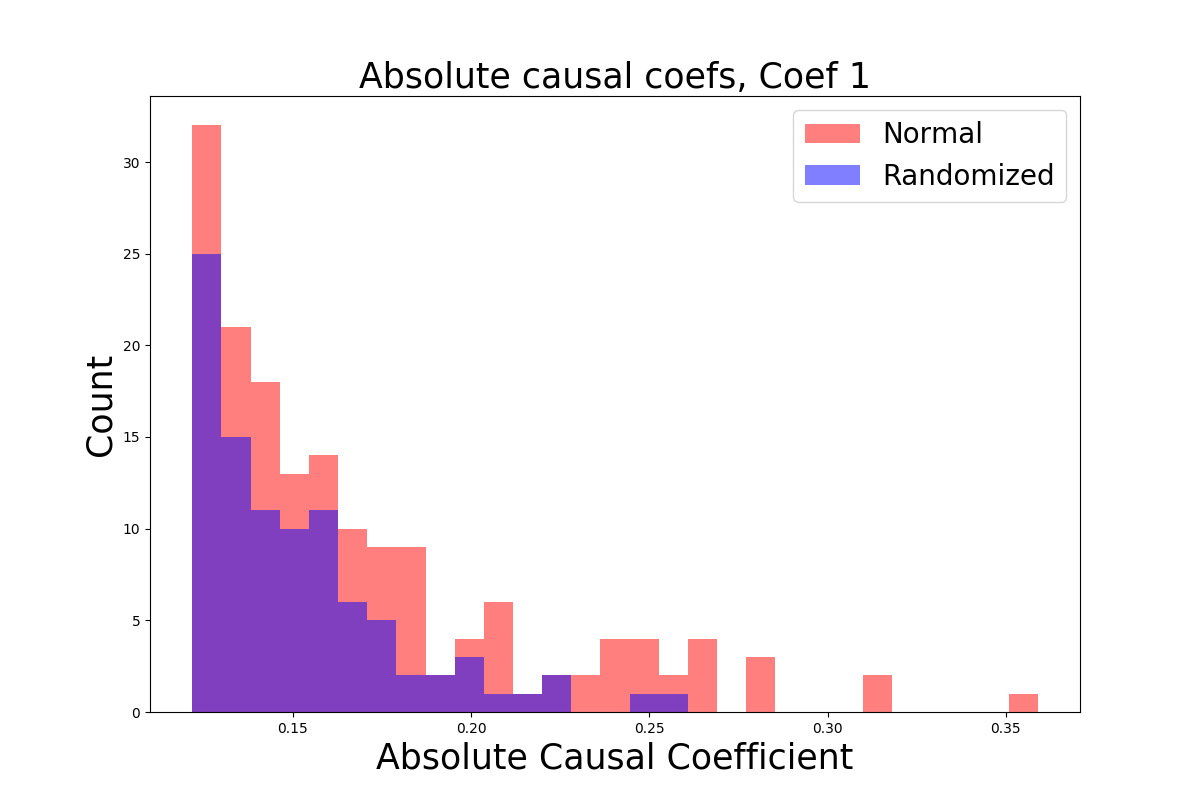 Absolute causal coefs, Coef 1
Normal
Randomized
Count
30
25
20
15
10
5
0
0.15
0.20
0.25
0.30
0.35
Absolute Causal Coefficient